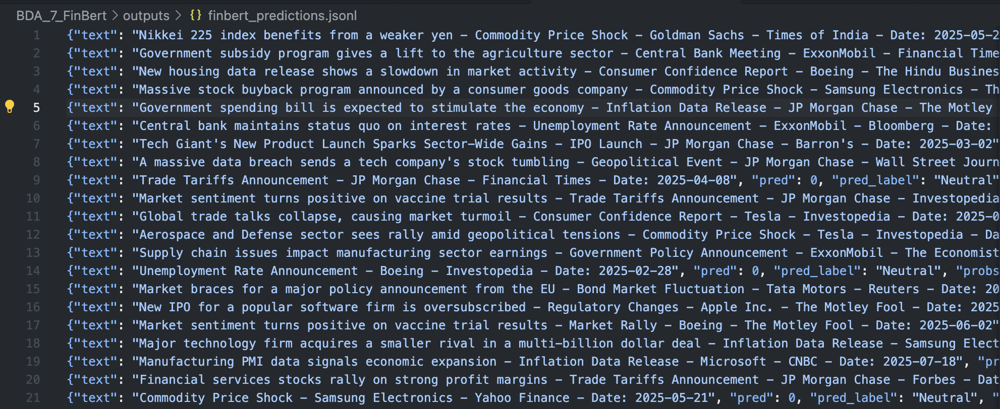 BDA_7_FinBert > outputs > {} finbert_predictions.jsonl
1 {"text": "Nikkei 225 index benefits from a weaker yen – Commodity Price Shock – Goldman Sachs – Times of India – Date: 2025-05-2
2 {"text": "Government subsidy program gives a lift to the agriculture sector – Central Bank Meeting – ExxonMobil – Financial Time
3 {"text": "New housing data release shows a slowdown in market activity – Consumer Confidence Report – Boeing – The Hindu Busines
4 {"text": "Massive stock buyback program announced by a consumer goods company – Commodity Price Shock – Samsung Electronics – Th
5 {"text": "Government spending bill is expected to stimulate the economy – Inflation Data Release – JP Morgan Chase – The Motley
6 {"text": "Central bank maintains status quo on interest rates – Unemployment Rate Announcement – ExxonMobil – Bloomberg – Date:
7 {"text": "Tech Giant's New Product Launch Sparks Sector-Wide Gains – IPO Launch – JP Morgan Chase – Barron's – Date: 2025-03-02"
8 {"text": "A massive data breach sends a tech company's stock tumbling – Geopolitical Event – JP Morgan Chase – Wall Street Journ
9 {"text": "Trade Tariffs Announcement – JP Morgan Chase – Financial Times – Date: 2025-04-08", "pred": 0, "pred_label": "Neutral"
10 {"text": "Market sentiment turns positive on vaccine trial results – Trade Tariffs Announcement – JP Morgan Chase – Investopedia
11 {"text": "Global trade talks collapse, causing market turmoil – Consumer Confidence Report – Tesla – Investopedia – Date: 2025-0
12 {"text": "Aerospace and Defense sector sees rally amid geopolitical tensions – Commodity Price Shock – Tesla – Investopedia – Da
13 {"text": "Supply chain issues impact manufacturing sector earnings – Government Policy Announcement – ExxonMobil – The Economist
14 {"text": "Unemployment Rate Announcement – Boeing – Investopedia – Date: 2025-02-28", "pred": 0, "pred_label": "Neutral", "probs
15 {"text": "Market braces for a major policy announcement from the EU – Bond Market Fluctuation – Tata Motors – Reuters – Date: 20
16 {"text": "New IPO for a popular software firm is oversubscribed – Regulatory Changes – Apple Inc. – The Motley Fool – Date: 2025
17 {"text": "Market sentiment turns positive on vaccine trial results – Market Rally – Boeing – The Motley Fool – Date: 2025-06-02"
18 {"text": "Major technology firm acquires a smaller rival in a multi-billion dollar deal – Inflation Data Release – Samsung Elect
19 {"text": "Manufacturing PMI data signals economic expansion – Inflation Data Release – Microsoft – CNBC – Date: 2025-07-18", "pr
20 {"text": "Financial services stocks rally on strong profit margins – Trade Tariffs Announcement – JP Morgan Chase – Forbes – Dat
21 {"text": "Commodity Price Shock – Samsung Electronics – Yahoo Finance – Date: 2025-05-21", "pred": 0, "pred_label": "Neutral", "